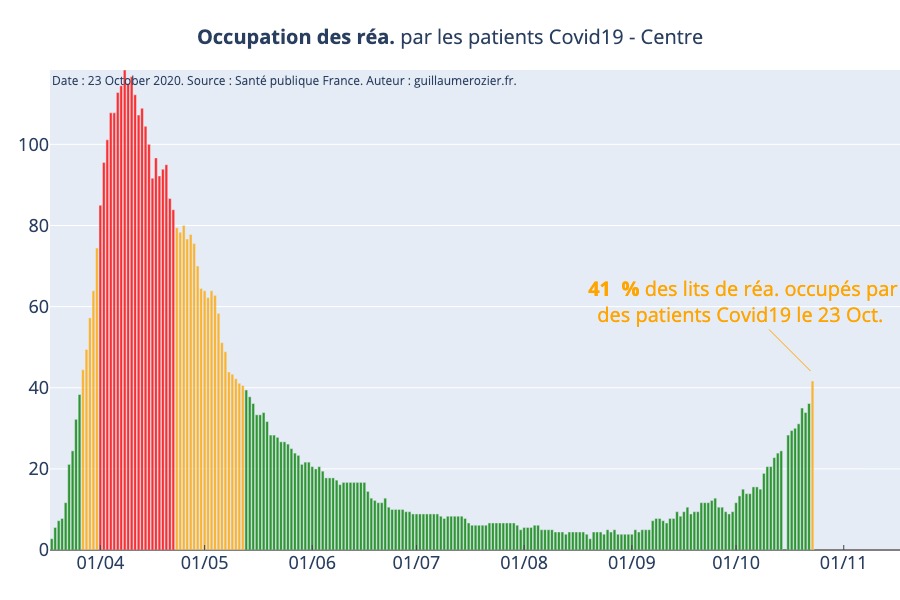 Occupation des réa. par les patients Covid19 - Centre
Date : 23 October 2020. Source : Santé publique France. Auteur : guillaumerozier.fr.
100
80
41 % des lits de réa. occupés par
des patients Covid19 le 23 Oct.
60
40
20
0
01/04 01/05 01/06 01/07 01/08 01/09 01/10 01/11